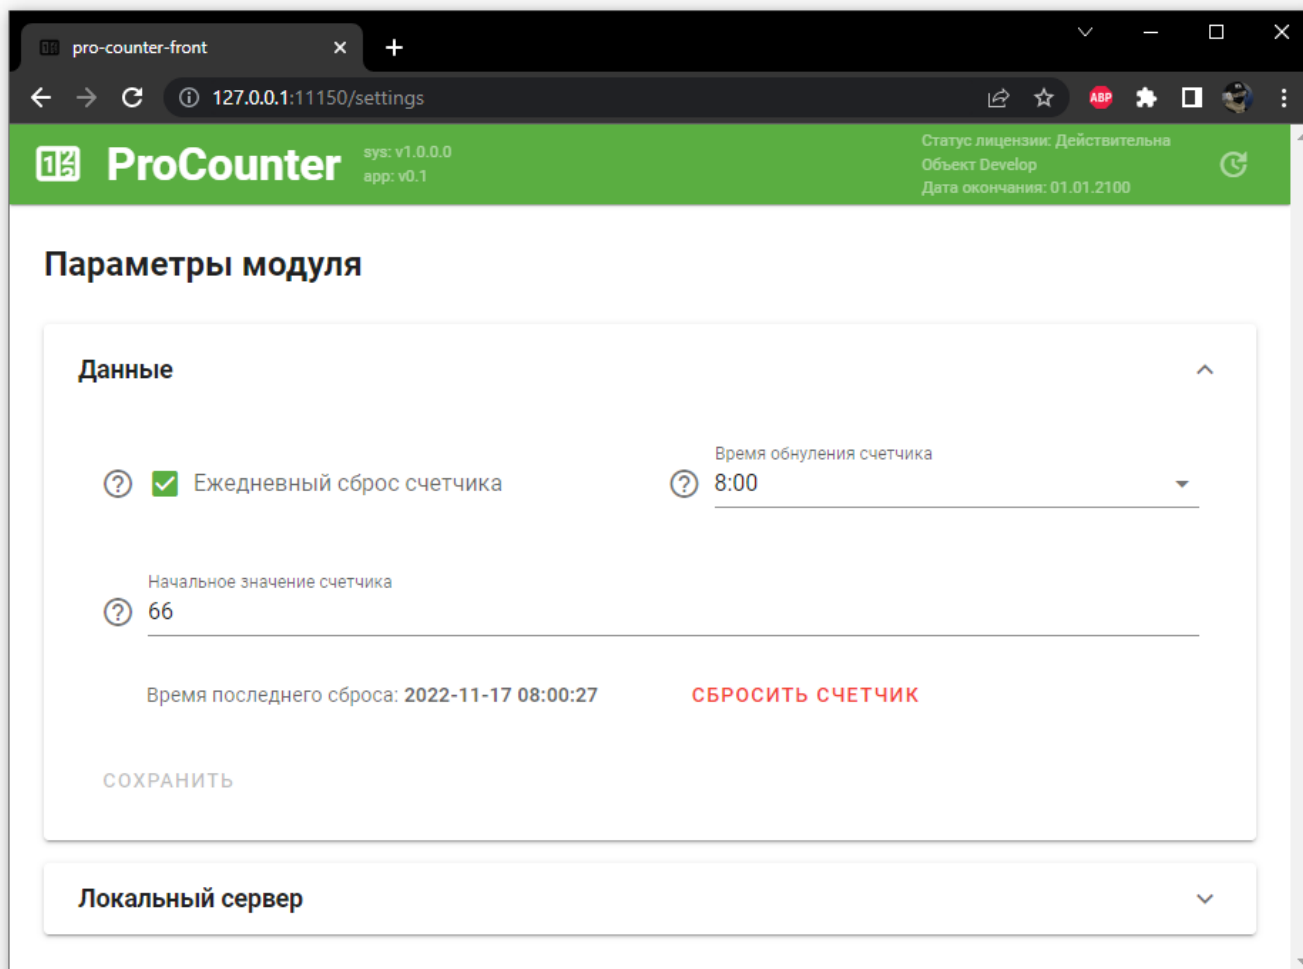 pro-counter-front
127.0.0.1:11150/settings
ABP
ProCounter
sys: v1.0.0.0
app: v0.1
Статус лицензии: Действительна
Объект Develop
Дата окончания: 01.01.2100
Параметры модуля
Данные
Ежедневный сброс счетчика
Время обнуления счетчика
8:00
Начальное значение счетчика
66
Время последнего сброса: 2022-11-17 08:00:27
СБРОСИТЬ СЧЕТЧИК
СОХРАНИТЬ
Локальный сервер